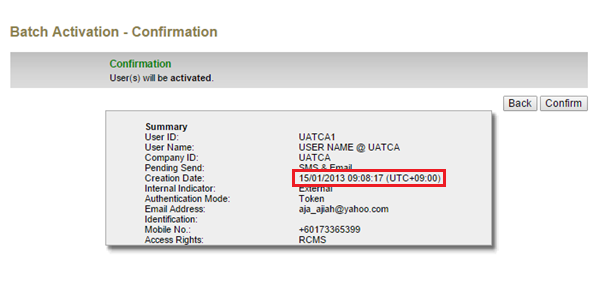 Batch Activation - Confirmation
Confirmation
User(s) will be activated.
Back Confirm
Summary
User ID: UATCA1
User Name: USER NAME @ UATCA
Company ID: UATCA
Pending Send: SMS & Email
Creation Date: 15/01/2013 09:08:17 (UTC+09:00)
Internal Indicator: External
Authentication Mode: Token
Email Address: aja_ajiah@yahoo.com
Identification:
Mobile No.: +60173365399
Access Rights: RCMS